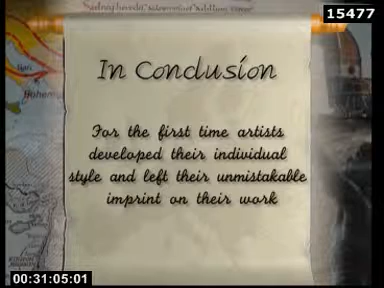 15477
In Conclusion
For the first time artists
developed their individual
style and left their unmistakable
imprint on their work
00:31:05:01